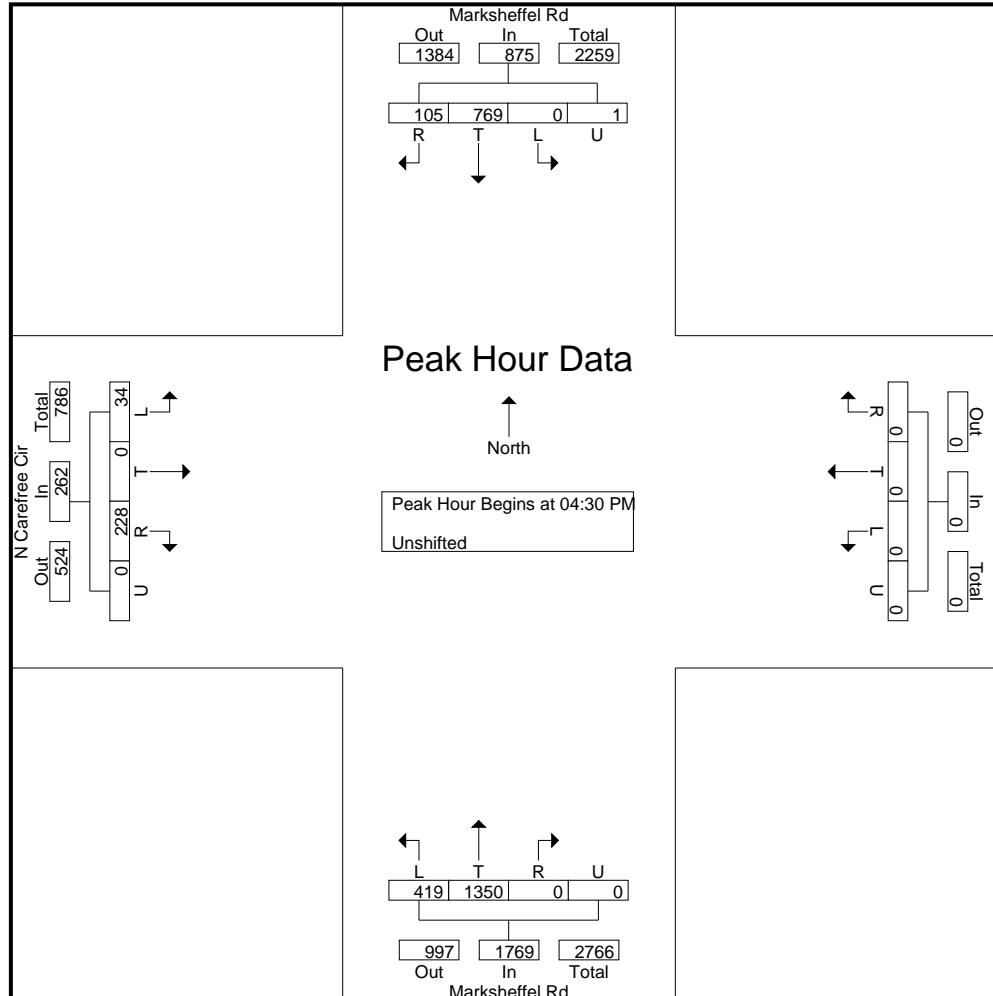 Marksheffel Rd
Out In Total
1384 875 2259
105 769 0 1
R T L U
Peak Hour Data
North
Peak Hour Begins at 04:30 PM
Unshifted
N Carefree Cir
Total In Out
786 262 524
34 0 228 0
L T R U
R T L U
0 0 0 0
Out In Total
0 0 0
L T R U
419 1350 0 0
997 1769 2766
Out In Total
Marksheffel Rd